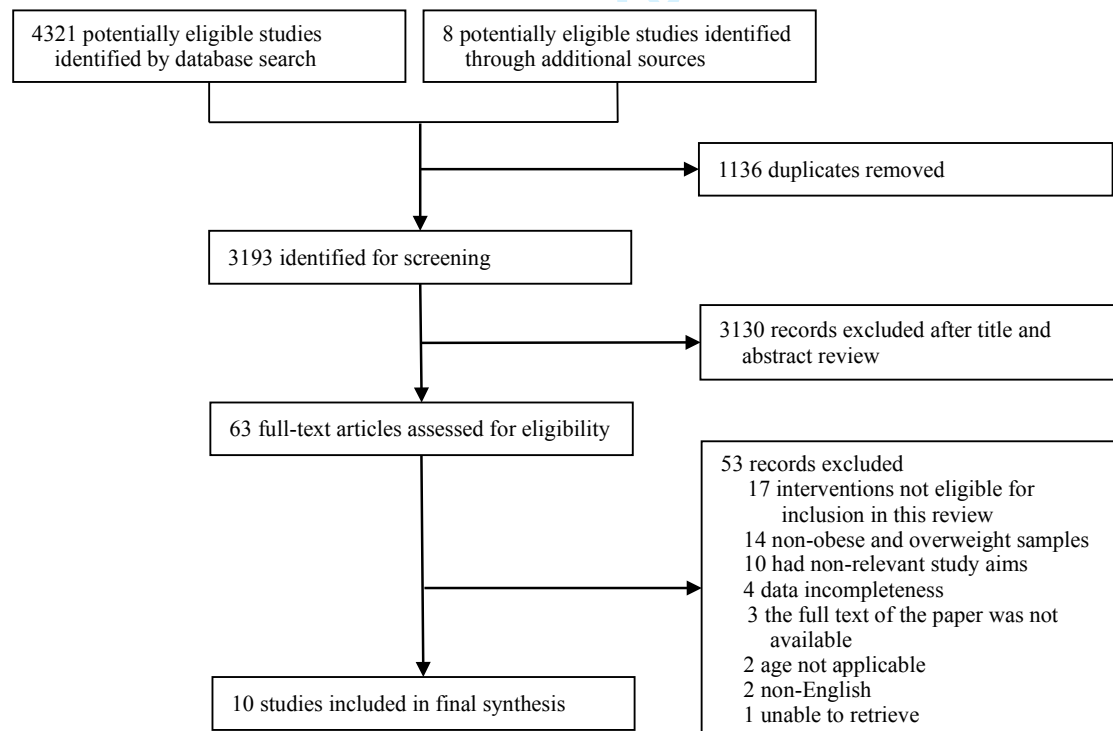 4321 potentially eligible studies
identified by database search
8 potentially eligible studies identified
through additional sources
1136 duplicates removed
3193 identified for screening
3130 records excluded after title and
abstract review
63 full-text articles assessed for eligibility
53 records excluded
17 interventions not eligible for
inclusion in this review
14 non-obese and overweight samples
10 had non-relevant study aims
4 data incompleteness
3 the full text of the paper was not
available
2 age not applicable
2 non-English
1 unable to retrieve
10 studies included in final synthesis